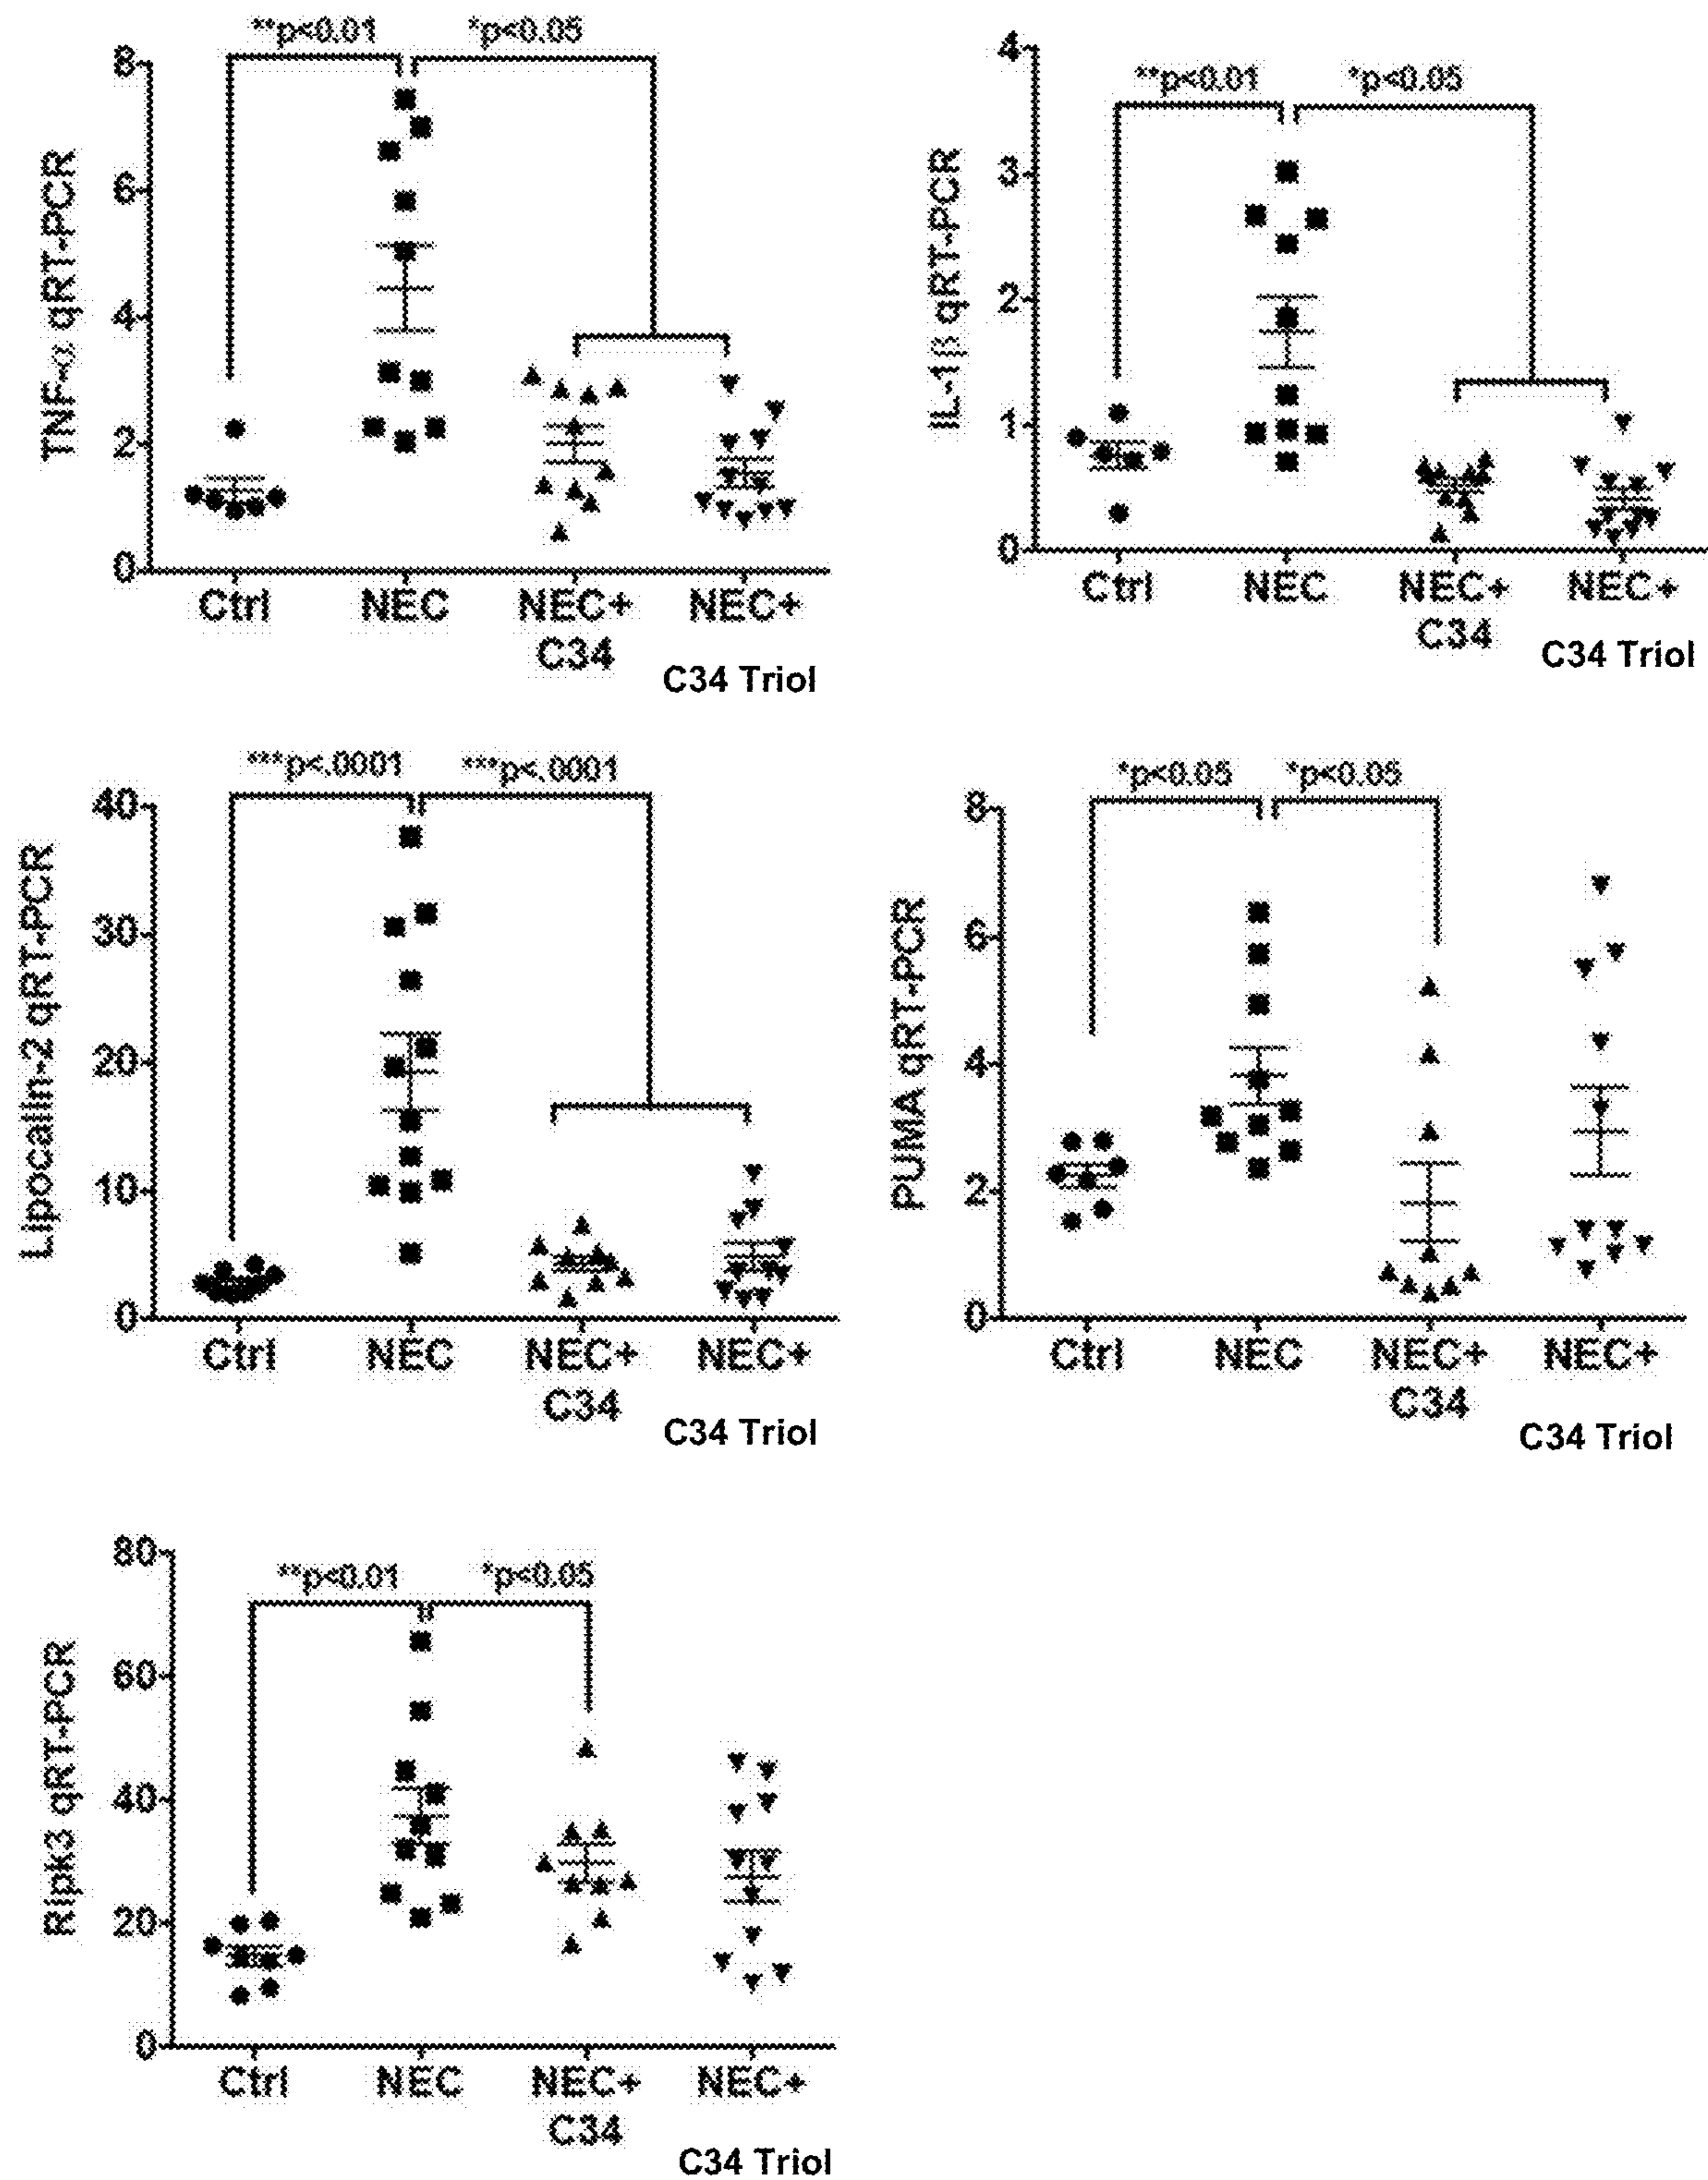 **p<0.01 *p<0.05
TNF-α qRT-PCR
8
6
4
2
0
Ctrl NEC NEC+ NEC+
C34
C34 Triol
**p<0.01 *p<0.05
IL-1β qRT-PCR
4
3
2
1
0
Ctrl NEC NEC+ NEC+
C34
C34 Triol
***p<.0001 ***p<.0001
Lipocalin-2 qRT-PCR
40
30
20
10
0
Ctrl NEC NEC+ NEC+
C34
C34 Triol
*p<0.05 *p<0.05
PUMA qRT-PCR
8
6
4
2
0
Ctrl NEC NEC+ NEC+
C34
C34 Triol
**p<0.01 *p<0.05
Ripk3 qRT-PCR
80
60
40
20
0
Ctrl NEC NEC+ NEC+
C34
C34 Triol